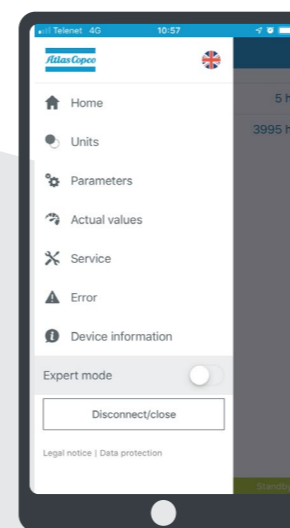 Telenet 4G 10:57
Atlas Copco
Home
5 h
Units
3995 h
Parameters
Actual values
Service
Error
Device information
Expert mode
Disconnect/close
Legal notice | Data protection
Standby